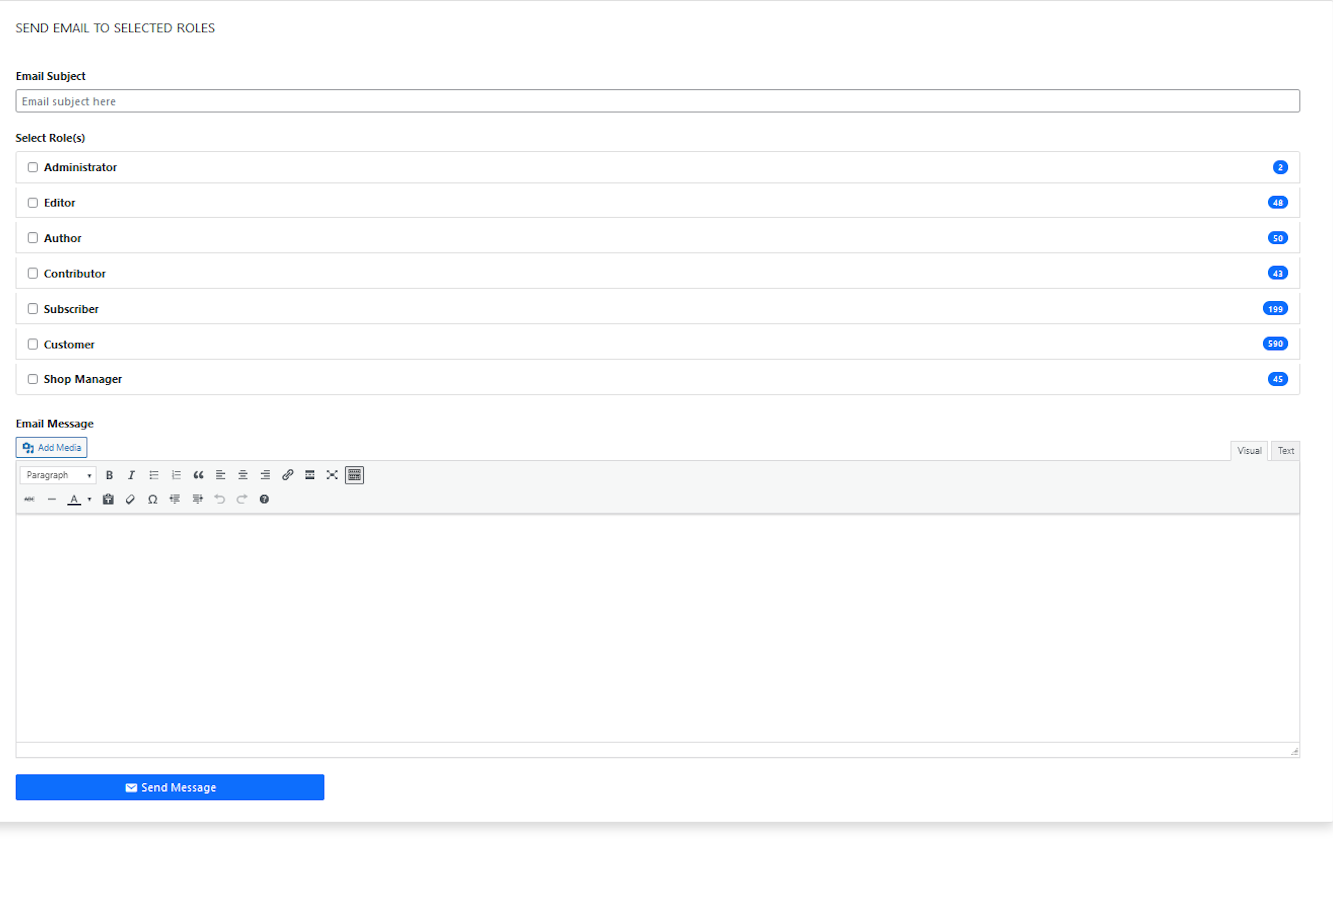 SEND EMAIL TO SELECTED ROLES
Email Subject
Email subject here
Select Role(s)
Administrator 2
Editor 48
Author 50
Contributor 43
Subscriber 199
Customer 590
Shop Manager 45
Email Message
Add Media
Visual Text
Paragraph B I
ABC A Ω
Send Message